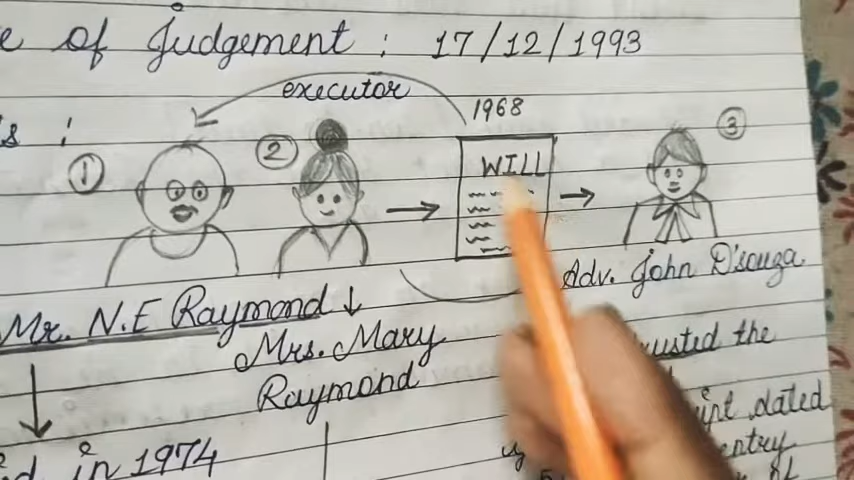 e of Judgement : 17/12/1993
executor
1968
s :
① ② ③
WILL
Adv. John D'souza
Mr. N.E Raymond
Mrs. Mary
Raymond
usted the
dated
entry
d in 1974